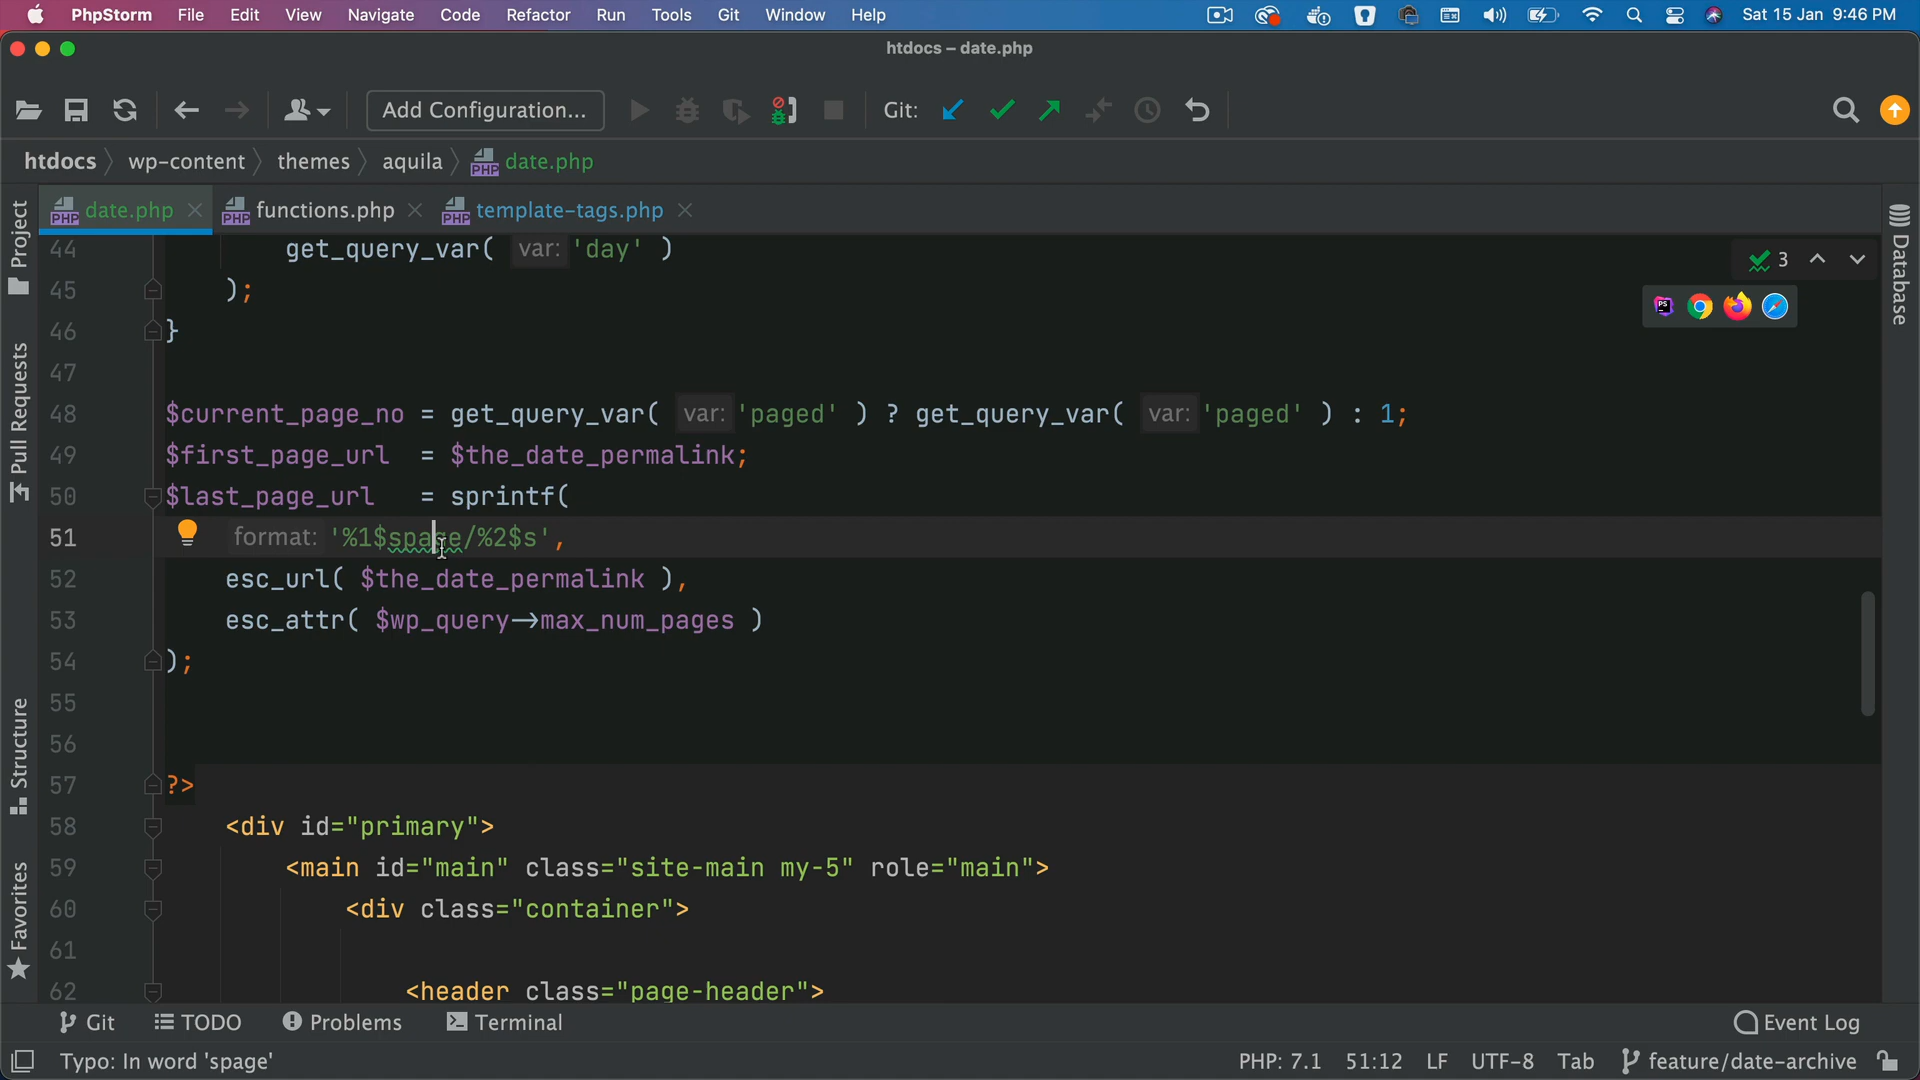 PhpStorm File Edit View Navigate Code Refactor Run Tools Git Window Help Sat 15 Jan 9:46 PM
htdocs – date.php
Add Configuration... Git:
htdocs wp-content themes aquila date.php
date.php functions.php template-tags.php
Project
Pull Requests
Structure
Favorites
Database
3
44 get_query_var( var: 'day' )
45 );
46 }
47
48 $current_page_no = get_query_var( var: 'paged' ) ? get_query_var( var: 'paged' ) : 1;
49 $first_page_url = $the_date_permalink;
50 $last_page_url = sprintf(
51 format: '%1$spage/%2$s',
52 esc_url( $the_date_permalink ),
53 esc_attr( $wp_query->max_num_pages )
54 );
55
56
57 ?>
58 <div id="primary">
59 <main id="main" class="site-main my-5" role="main">
60 <div class="container">
61
62 <header class="page-header">
Git TODO Problems Terminal Event Log
Typo: In word 'spage' PHP: 7.1 51:12 LF UTF-8 Tab feature/date-archive